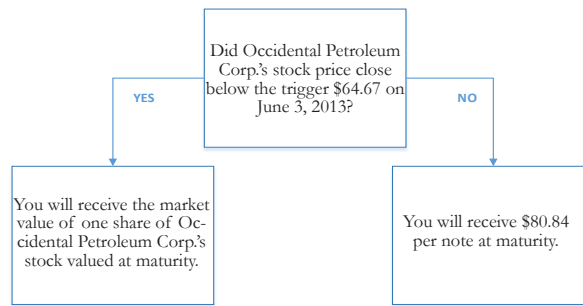 Did Occidental Petroleum
Corp.'s stock price close
below the trigger $64.67 on
June 3, 2013?
YES
NO
You will receive the market
value of one share of Oc-
cidental Petroleum Corp.'s
stock valued at maturity.
You will receive $80.84
per note at maturity.